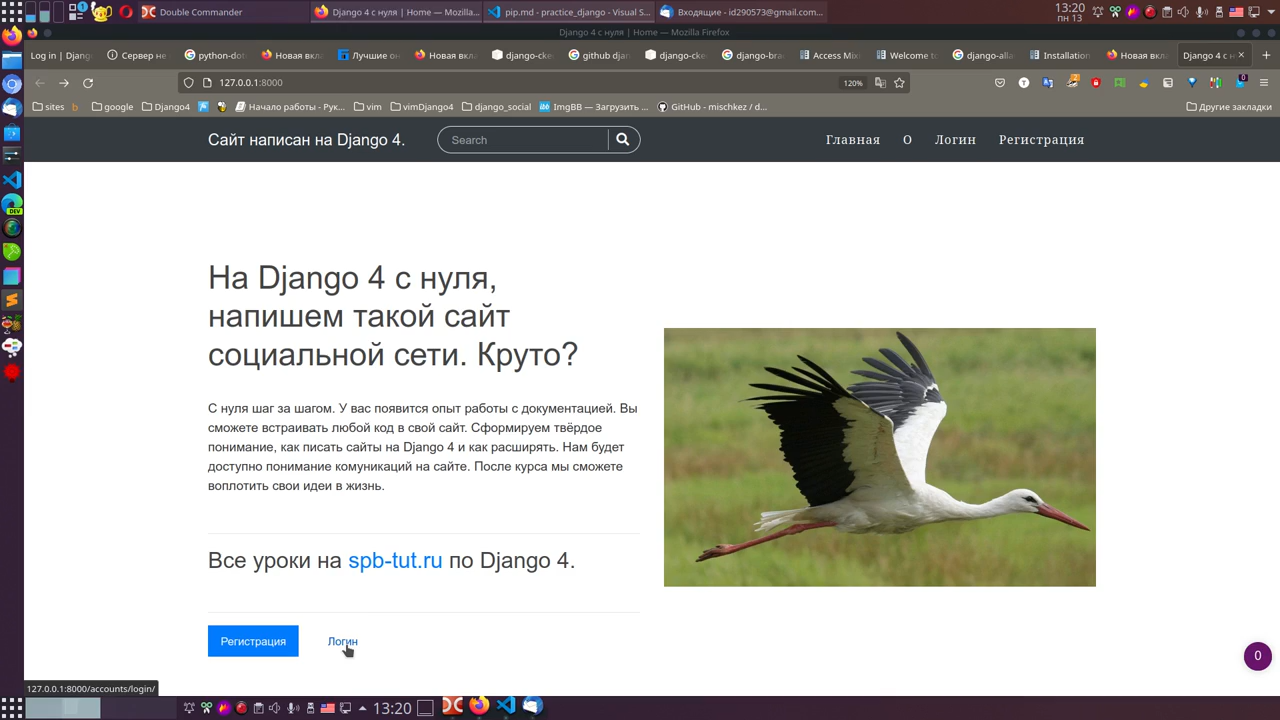 Double Commander
Django 4 с нуля | Home — Mozilla...
pip.md - practice_django - Visual S...
Входящие - id290573@gmail.com...
13:20
пн 13
Django 4 с нуля | Home — Mozilla Firefox
Log in | Djang
Сервер не
python-dot
Новая вкл
Лучшие он
Новая вкл
django-cke
github djan
django-cke
django-bra
Access Mix
Welcome to
django-alla
Installation
Новая вкл
Django 4 с н
127.0.0.1:8000
120%
0
sites
google
Django4
Начало работы - Рук...
vim
vimDjango4
django_social
ImgBB — Загрузить ...
GitHub - mischkez / d...
Другие закладки
Сайт написан на Django 4.
Search
Главная
О
Логин
Регистрация
На Django 4 с нуля,
напишем такой сайт
социальной сети. Круто?
С нуля шаг за шагом. У вас появится опыт работы с документацией. Вы
сможете встраивать любой код в свой сайт. Сформируем твёрдое
понимание, как писать сайты на Django 4 и как расширять. Нам будет
доступно понимание комуникаций на сайте. После курса мы сможете
воплотить свои идеи в жизнь.
Все уроки на spb-tut.ru по Django 4.
Регистрация
Логин
0
127.0.0.1:8000/accounts/login/
13:20